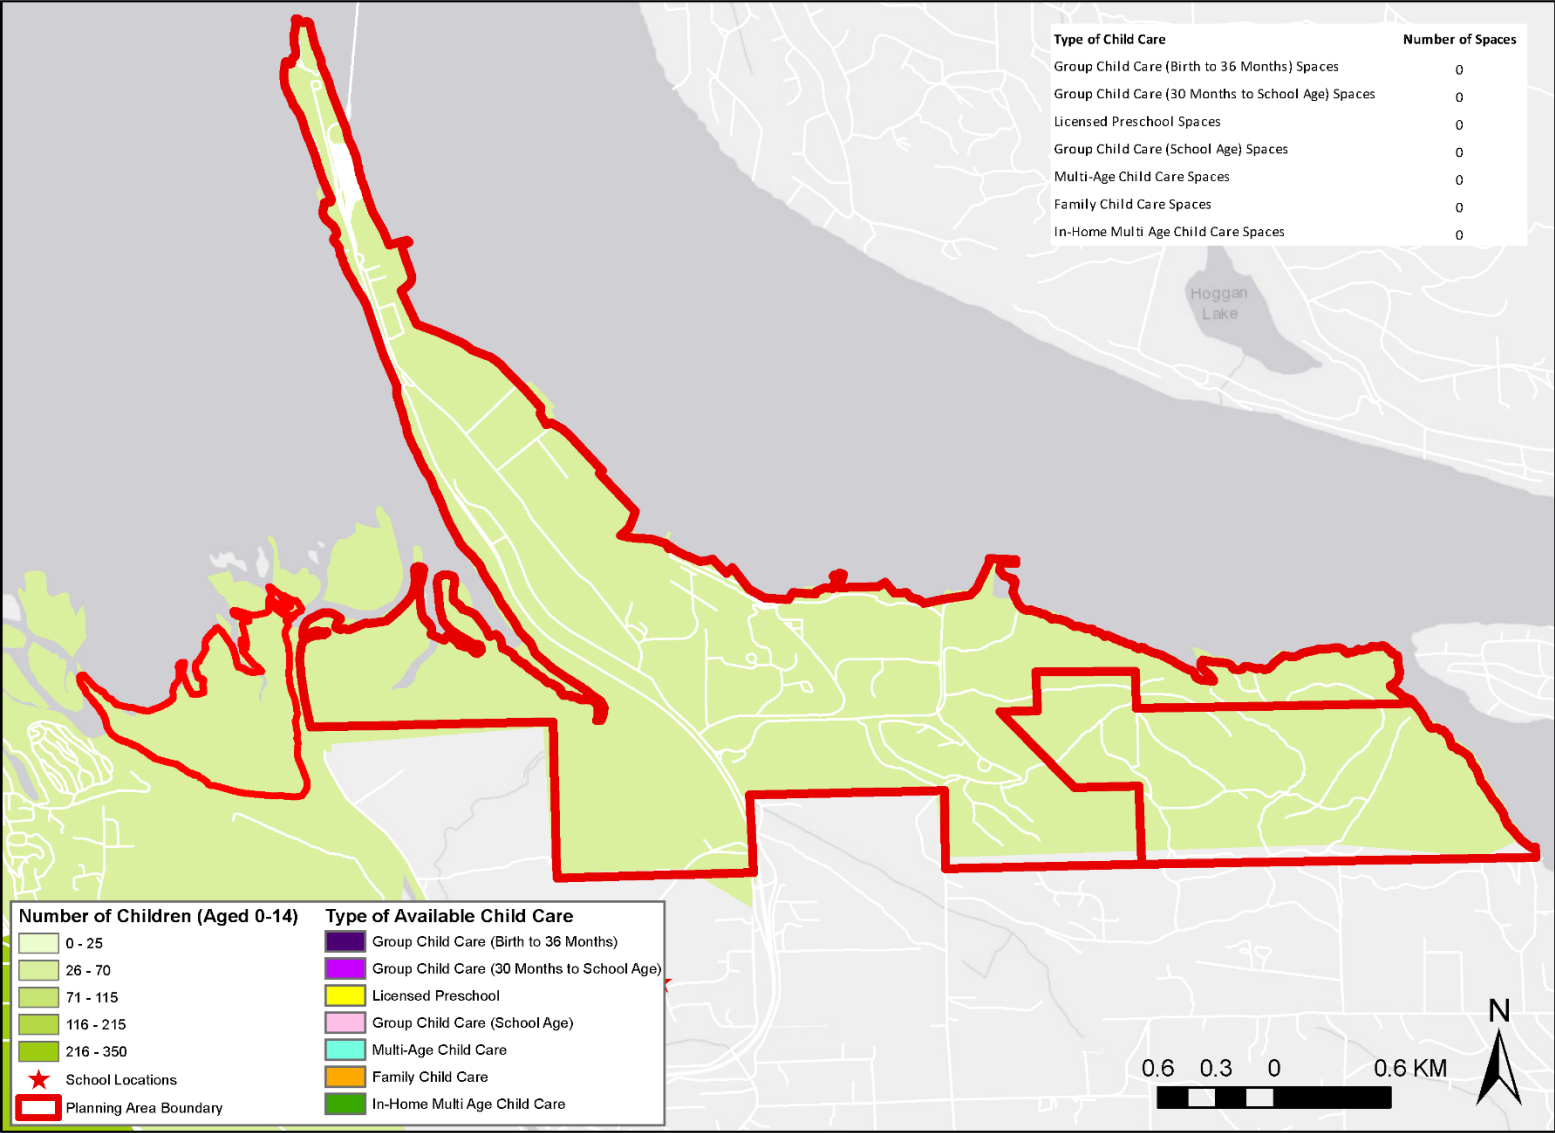 Type of Child Care Number of Spaces
Group Child Care (Birth to 36 Months) Spaces 0
Group Child Care (30 Months to School Age) Spaces 0
Licensed Preschool Spaces 0
Group Child Care (School Age) Spaces 0
Multi-Age Child Care Spaces 0
Family Child Care Spaces 0
In-Home Multi Age Child Care Spaces 0
Hoggan
Lake
Number of Children (Aged 0-14)
0 - 25
26 - 70
71 - 115
116 - 215
216 - 350
School Locations
Planning Area Boundary
Type of Available Child Care
Group Child Care (Birth to 36 Months)
Group Child Care (30 Months to School Age)
Licensed Preschool
Group Child Care (School Age)
Multi-Age Child Care
Family Child Care
In-Home Multi Age Child Care
0.6 0.3 0 0.6 KM
N